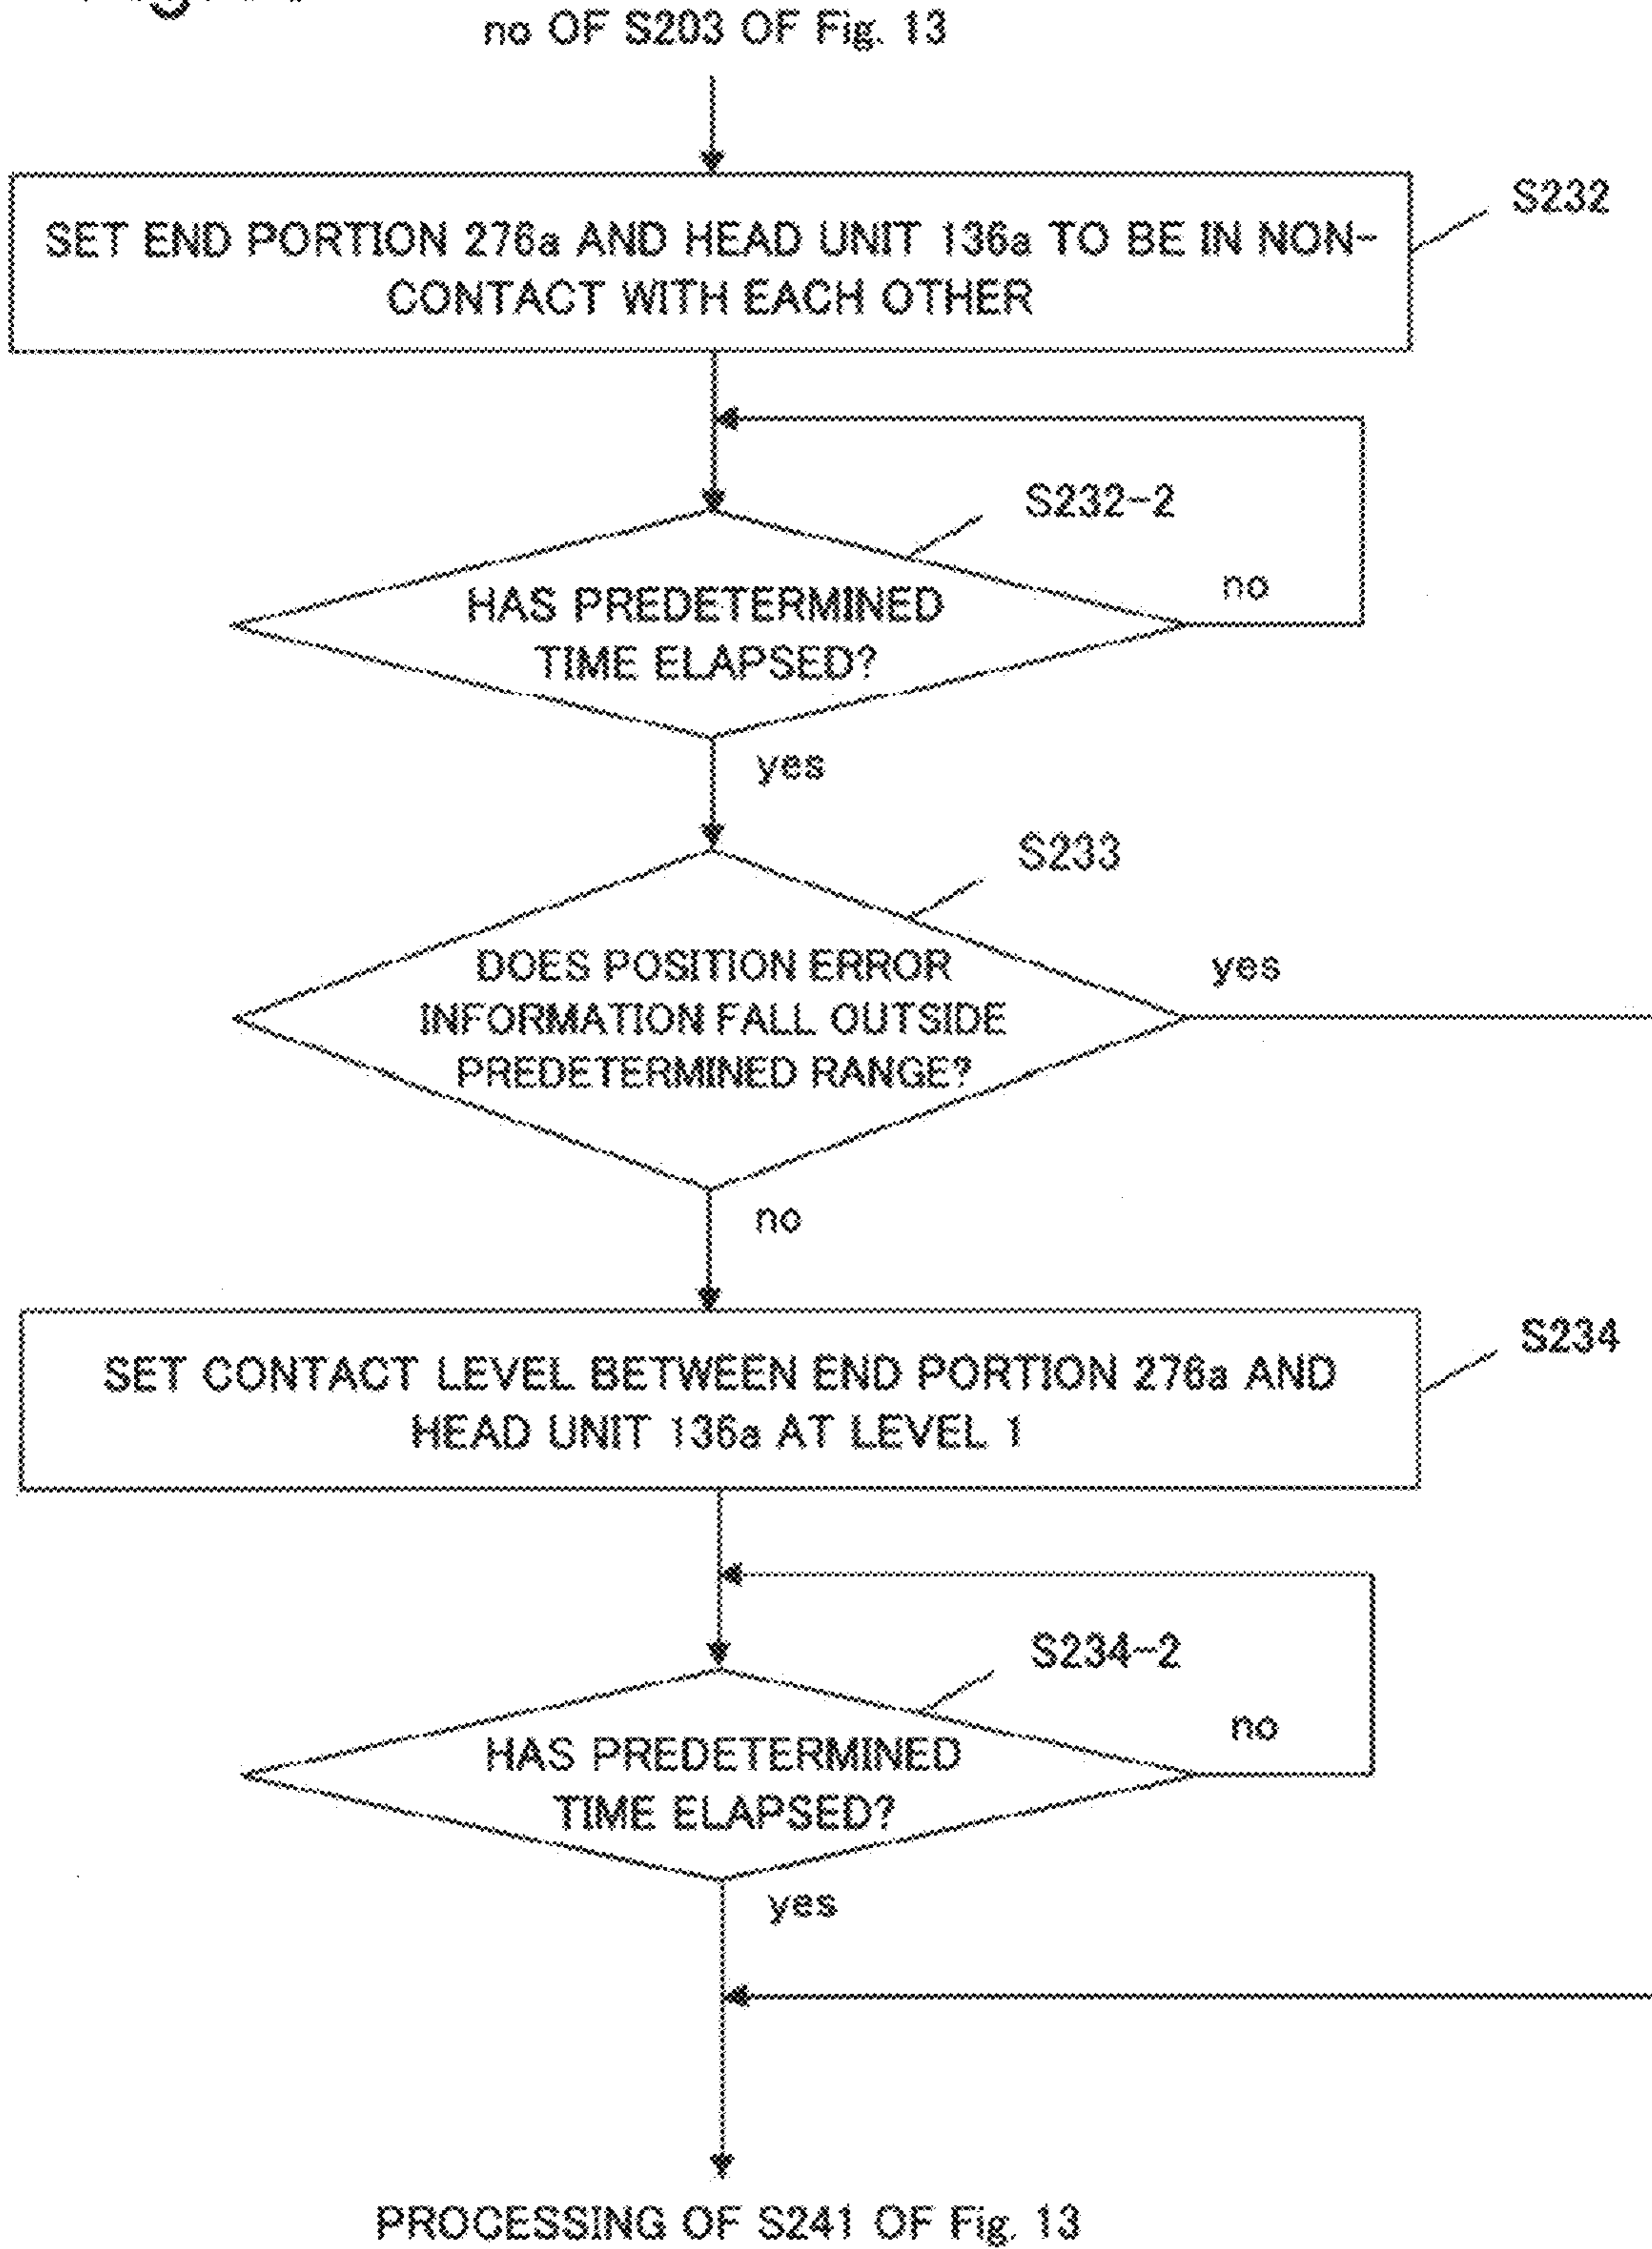 no OF S203 OF Fig. 13
S232
SET END PORTION 276a AND HEAD UNIT 136a TO BE IN NON-
CONTACT WITH EACH OTHER
S232-2
no
HAS PREDETERMINED
TIME ELAPSED?
yes
S233
DOES POSITION ERROR
INFORMATION FALL OUTSIDE
PREDETERMINED RANGE?
yes
no
S234
SET CONTACT LEVEL BETWEEN END PORTION 276a AND
HEAD UNIT 136a AT LEVEL 1
S234-2
no
HAS PREDETERMINED
TIME ELAPSED?
yes
PROCESSING OF S241 OF Fig. 13